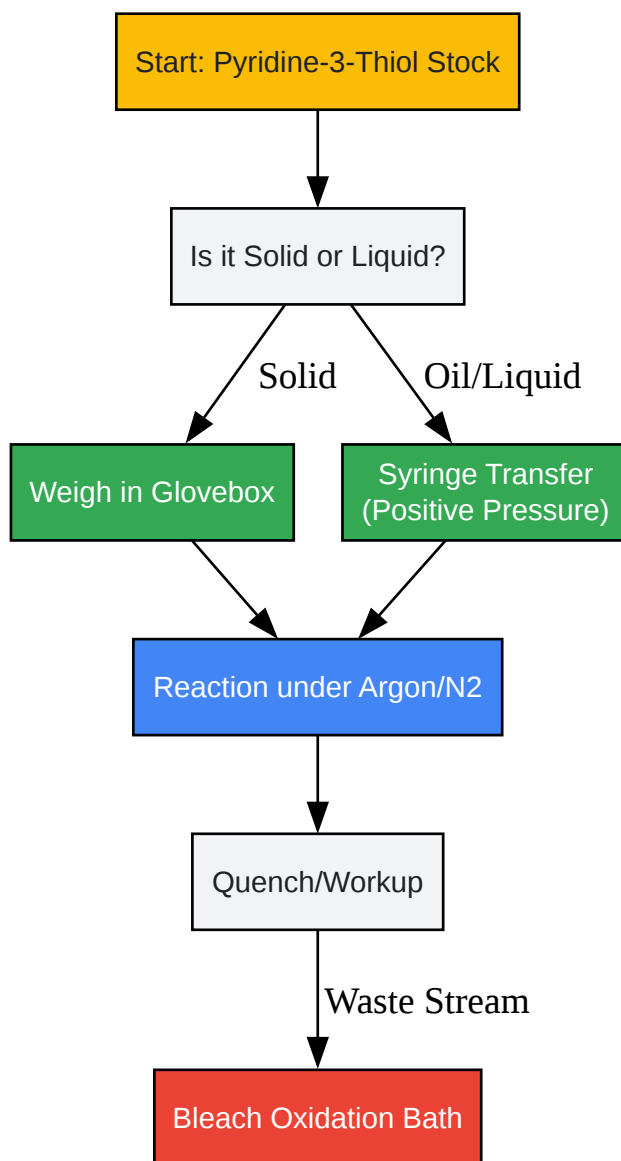 Start: Pyridine-3-Thiol Stock
Is it Solid or Liquid?
Solid
Oil/Liquid
Weigh in Glovebox
Syringe Transfer
(Positive Pressure)
Reaction under Argon/N2
Quench/Workup
Waste Stream
Bleach Oxidation Bath